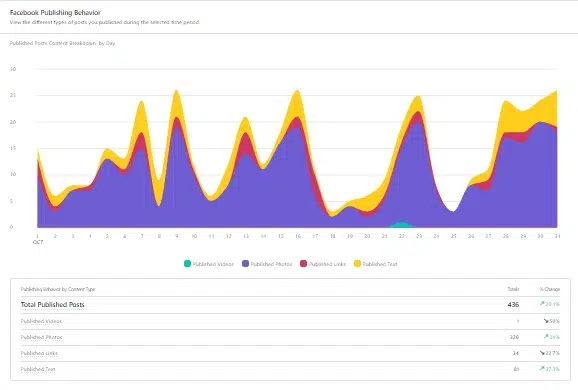 Facebook Publishing Behavior
View the different types of posts you published during the selected time period.
Published Posts Content Breakdown, by Day
30
25
20
15
10
5
0
1 2 3 4 5 6 7 8 9 10 11 12 13 14 15 16 17 18 19 20 21 22 23 24 25 26 27 28 29 30 31
OCT
Published Videos Published Photos Published Links Published Text
Publishing Behavior by Content Type Totals % Change
Total Published Posts 436
Published Videos 1 50%
Published Photos 320
Published Links 34 22.7%
Published Text 81